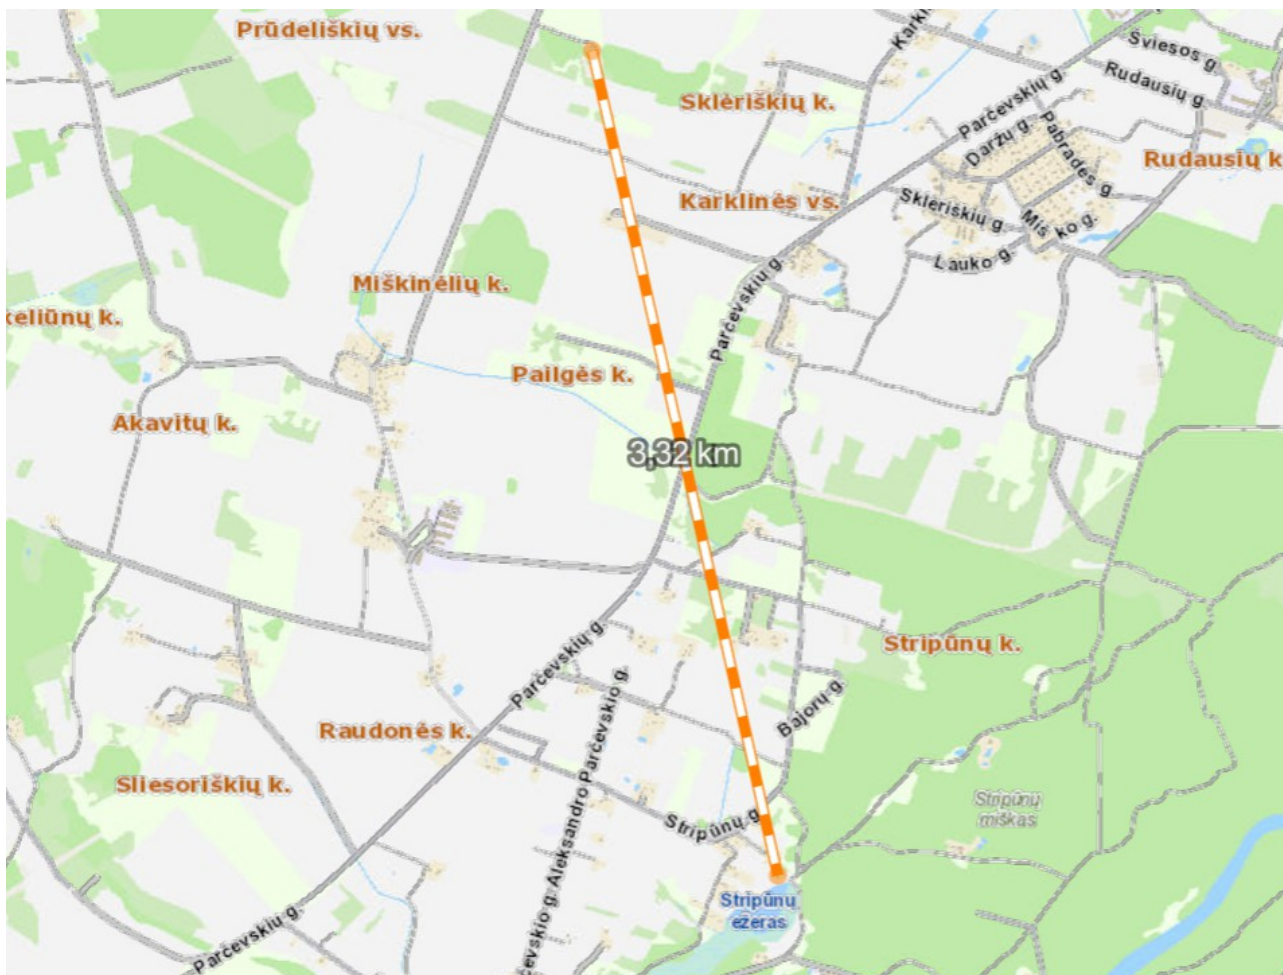 Prūdeliškių vs.
Karkl
Šviesos g.
Rudausių g.
Parčevskių g.
Sklėriškių k.
Daržų g.
Pabradės g.
Rudausių k
Karklinės vs.
Sklėriškių g.
Miško g.
Lauko g.
Miškinėlių k.
keliūnų k.
Parčevskių g.
Pailgės k.
Akavitų k.
3,32 km
Stripūnų k.
Parčevskių g.
Bajorų g.
Raudonės k.
Sliesoriškių k.
čevskio g. Aleksandro Parčevskio g.
Stripūnų g.
Stripūnų
miškas
Stripūnų
ežeras
Parčevskių g.